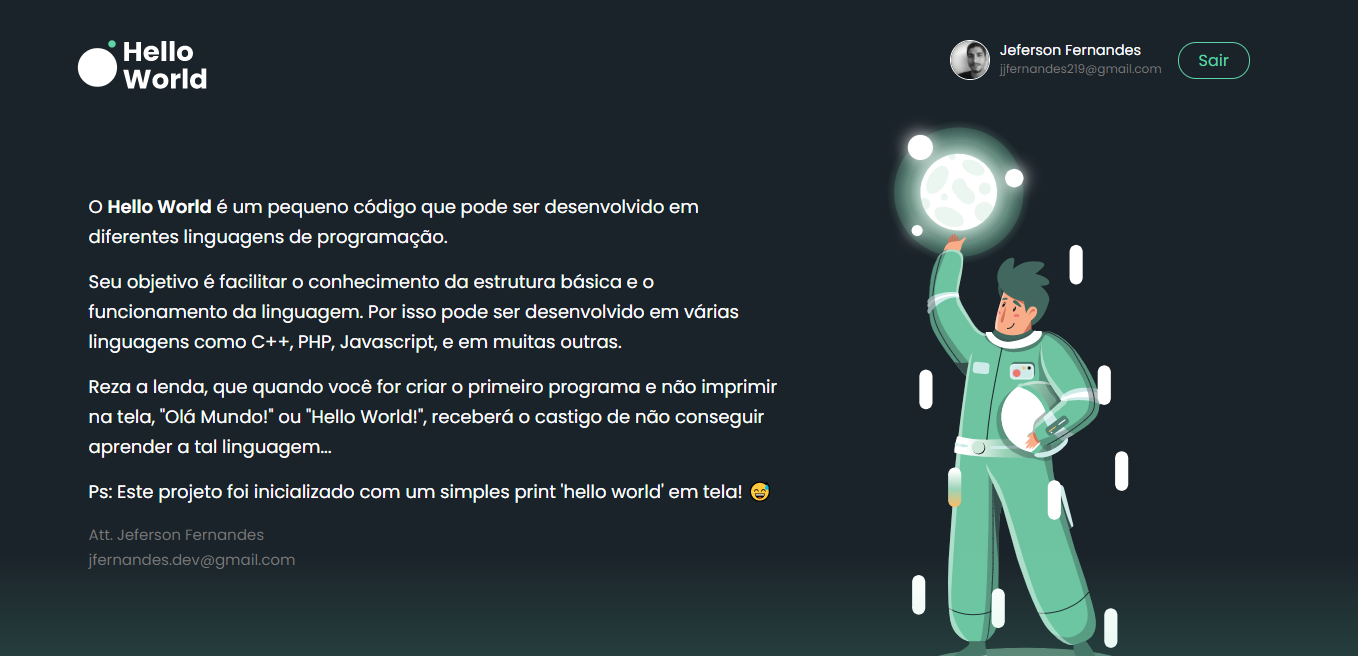 Hello
World
Jeferson Fernandes
jjfernandes219@gmail.com
Sair
O Hello World é um pequeno código que pode ser desenvolvido em
diferentes linguagens de programação.
Seu objetivo é facilitar o conhecimento da estrutura básica e o
funcionamento da linguagem. Por isso pode ser desenvolvido em várias
linguagens como C++, PHP, Javascript, e em muitas outras.
Reza a lenda, que quando você for criar o primeiro programa e não imprimir
na tela, "Olá Mundo!" ou "Hello World!", receberá o castigo de não conseguir
aprender a tal linguagem...
Ps: Este projeto foi inicializado com um simples print 'hello world' em tela! 😅
Att. Jeferson Fernandes
jfernandes.dev@gmail.com